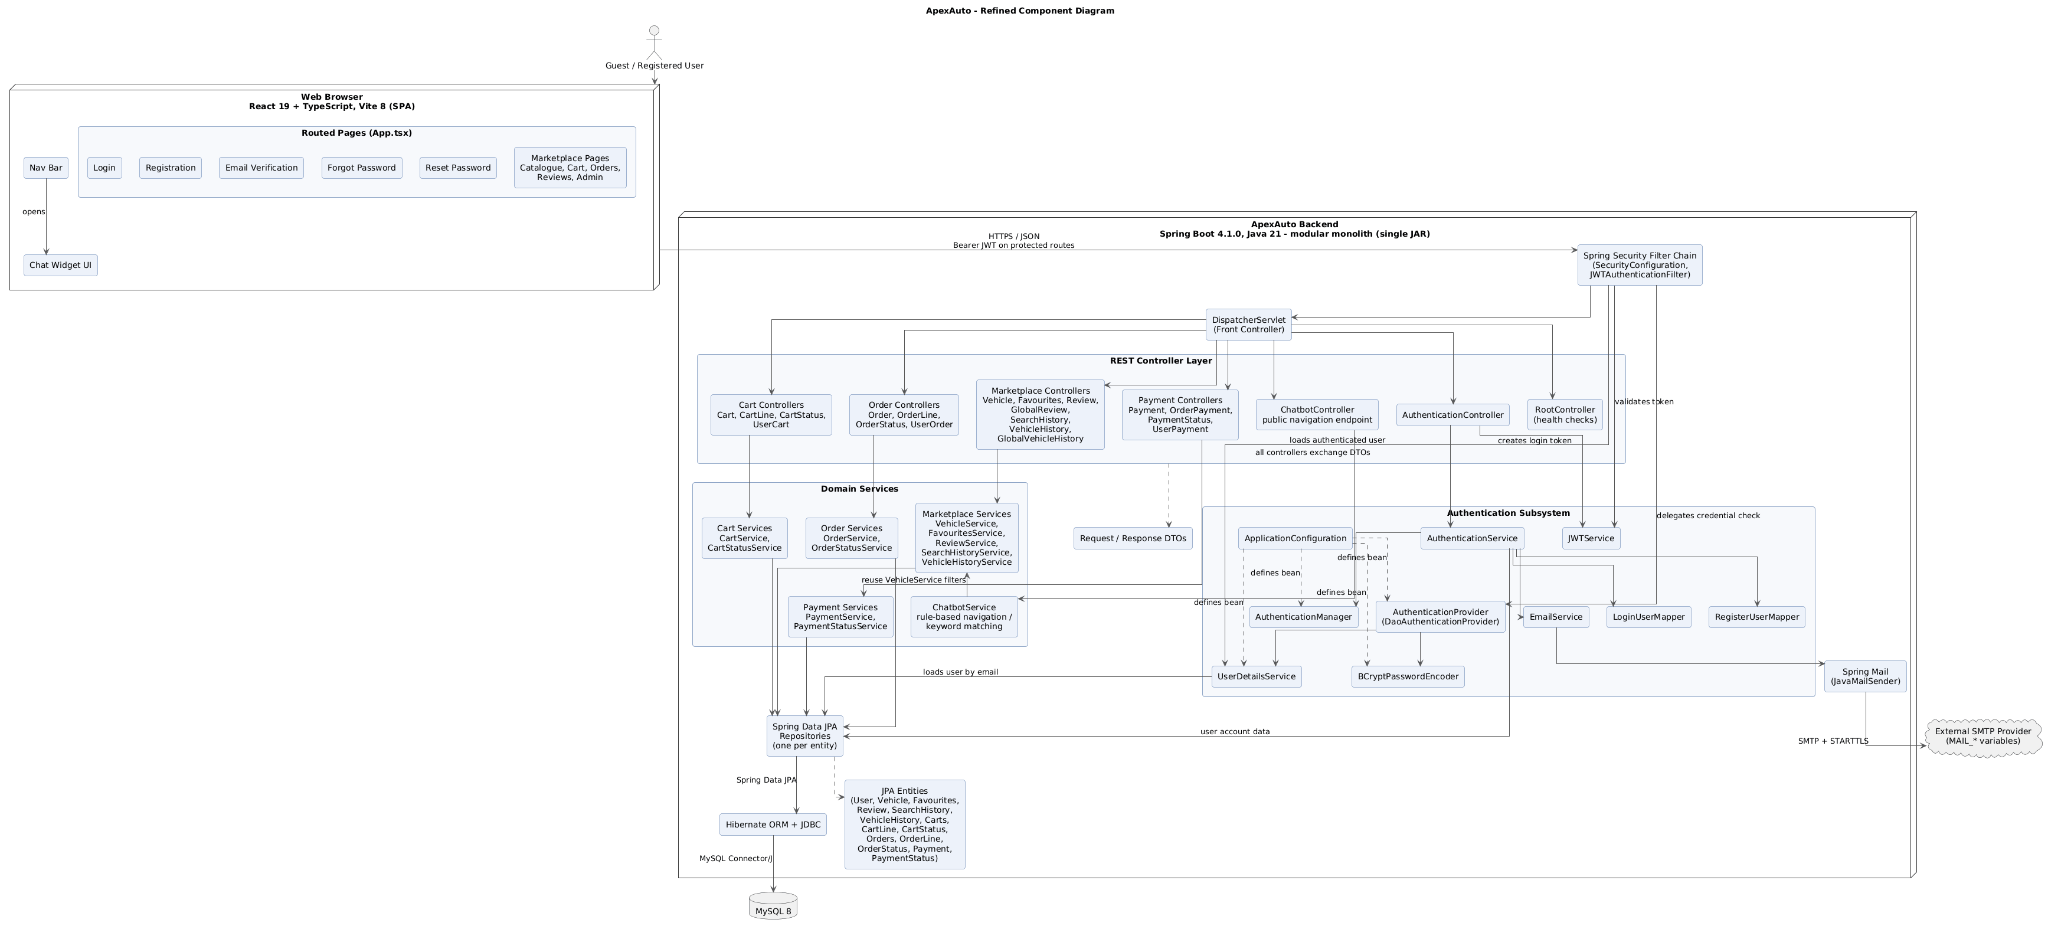 ApexAuto - Refined Component Diagram
Guest / Registered User
Web Browser
React 19 + TypeScript, Vite 8 (SPA)
Routed Pages (App.tsx)
Nav Bar
Login
Registration
Email Verification
Forgot Password
Reset Password
Marketplace Pages
Catalogue, Cart, Orders,
Reviews, Admin
opens
Chat Widget UI
ApexAuto Backend
Spring Boot 4.1.0, Java 21 - modular monolith (single JAR)
HTTPS / JSON
Bearer JWT on protected routes
Spring Security Filter Chain
(SecurityConfiguration,
JWTAuthenticationFilter)
DispatcherServlet
(Front Controller)
REST Controller Layer
Cart Controllers
Cart, CartLine, CartStatus,
UserCart
Order Controllers
Order, OrderLine,
OrderStatus, UserOrder
Marketplace Controllers
Vehicle, Favourites, Review,
GlobalReview,
SearchHistory,
VehicleHistory,
GlobalVehicleHistory
Payment Controllers
Payment, OrderPayment,
PaymentStatus,
UserPayment
ChatbotController
public navigation endpoint
AuthenticationController
RootController
(health checks)
validates token
loads authenticated user
creates login token
all controllers exchange DTOs
Domain Services
Cart Services
CartService,
CartStatusService
Order Services
OrderService,
OrderStatusService
Marketplace Services
VehicleService,
FavouritesService,
ReviewService,
SearchHistoryService,
VehicleHistoryService
Request / Response DTOs
Authentication Subsystem
delegates credential check
ApplicationConfiguration
AuthenticationService
JWTService
defines bean
defines bean
defines bean
defines bean
reuse VehicleService filters
Payment Services
PaymentService,
PaymentStatusService
ChatbotService
rule-based navigation /
keyword matching
AuthenticationManager
AuthenticationProvider
(DaoAuthenticationProvider)
EmailService
LoginUserMapper
RegisterUserMapper
UserDetailsService
BCryptPasswordEncoder
Spring Mail
(JavaMailSender)
loads user by email
Spring Data JPA
Repositories
(one per entity)
user account data
SMTP + STARTTLS
External SMTP Provider
(MAIL_* variables)
Spring Data JPA
JPA Entities
(User, Vehicle, Favourites,
Review, SearchHistory,
VehicleHistory, Carts,
CartLine, CartStatus,
Orders, OrderLine,
OrderStatus, Payment,
PaymentStatus)
Hibernate ORM + JDBC
MySQL Connector/J
MySQL 8